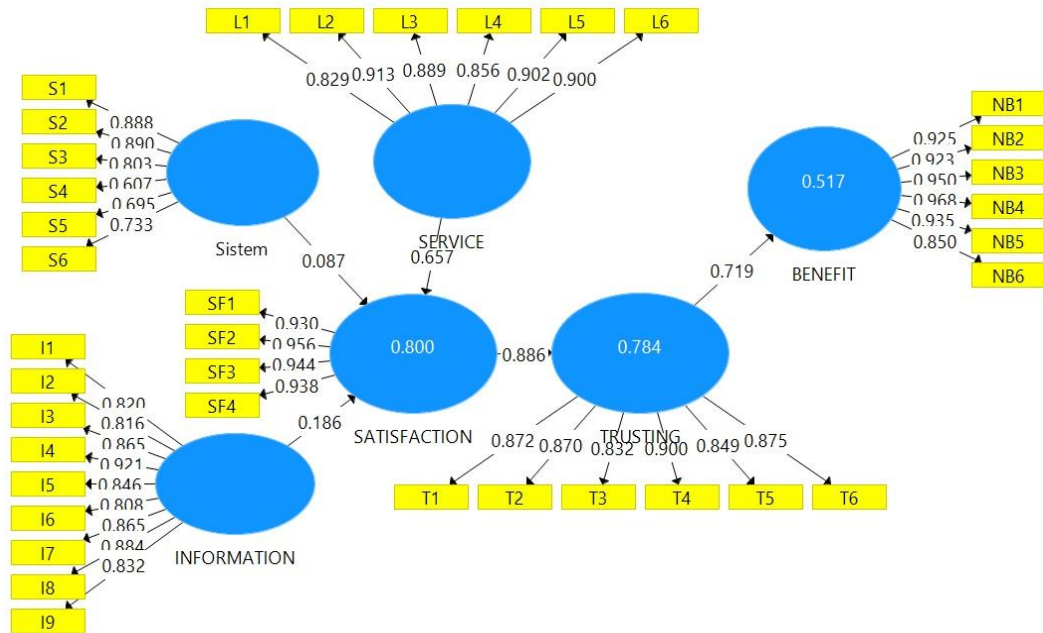 L1
L2
L3
L4
L5
L6
0.829
0.913
0.889
0.856
0.902
0.900
SERVICE
0.657
S1
S2
S3
S4
S5
S6
0.888
0.890
0.803
0.607
0.695
0.733
Sistem
0.087
NB1
NB2
NB3
NB4
NB5
NB6
0.925
0.923
0.950
0.968
0.935
0.850
0.517
BENEFIT
0.719
SF1
SF2
SF3
SF4
0.930
0.956
0.944
0.938
0.800
SATISFACTION
0.886
0.784
TRUSTING
0.872
0.870
0.832
0.900
0.849
0.875
T1
T2
T3
T4
T5
T6
I1
I2
I3
I4
I5
I6
I7
I8
I9
0.820
0.816
0.865
0.921
0.846
0.808
0.865
0.884
0.832
0.186
INFORMATION